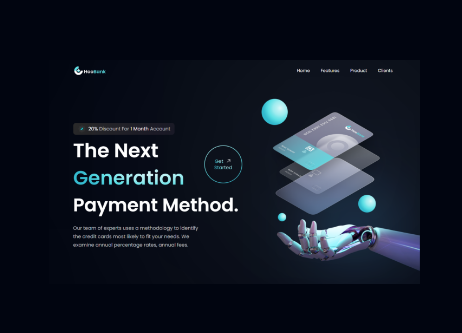 HooBank
Home Features Product Clients
20% Discount For 1 Month Account
The Next
Generation
Payment Method.
Get
Started
Our team of experts uses a methodology to identify
the credit cards most likely to fit your needs. We
examine annual percentage rates, annual fees.